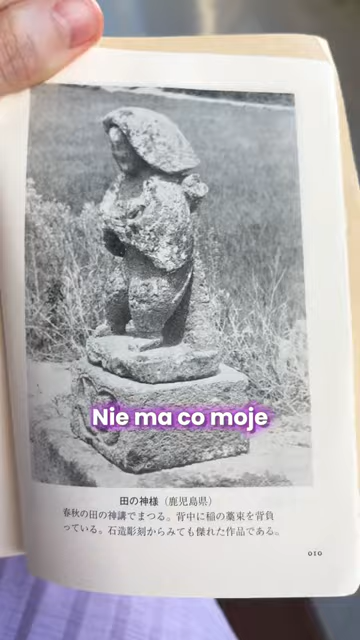 Nie ma co moje
田の神様（鹿児島県）
春秋の田の神講でまつる。背中に稲の藁束を背負
っている。石造彫刻からみても傑れた作品である。
010